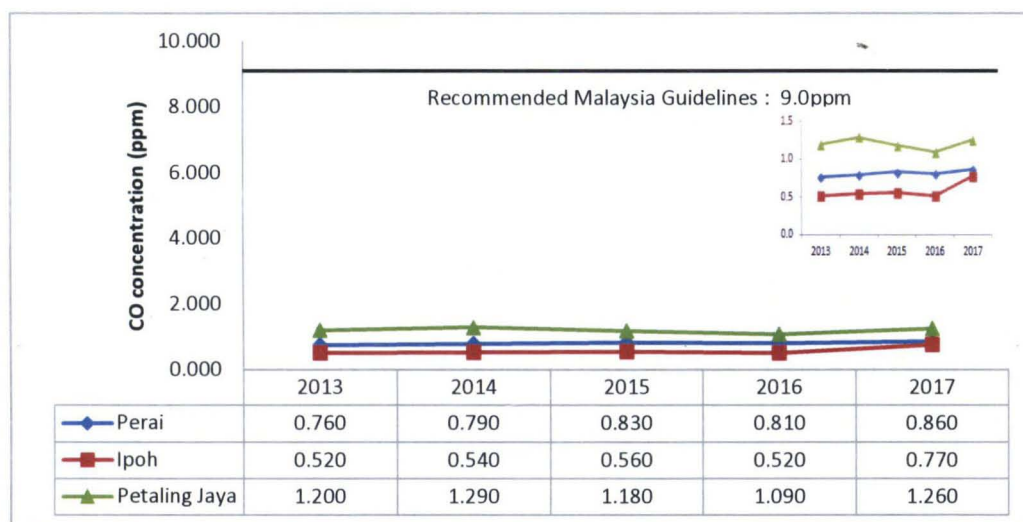 10.000
8.000
6.000
4.000
2.000
0.000
CO concentration (ppm)
Recommended Malaysia Guidelines : 9.0ppm
1.5
1.0
0.5
0.0
2013 2014 2015 2016 2017
2013 2014 2015 2016 2017
Perai 0.760 0.790 0.830 0.810 0.860
Ipoh 0.520 0.540 0.560 0.520 0.770
Petaling Jaya 1.200 1.290 1.180 1.090 1.260